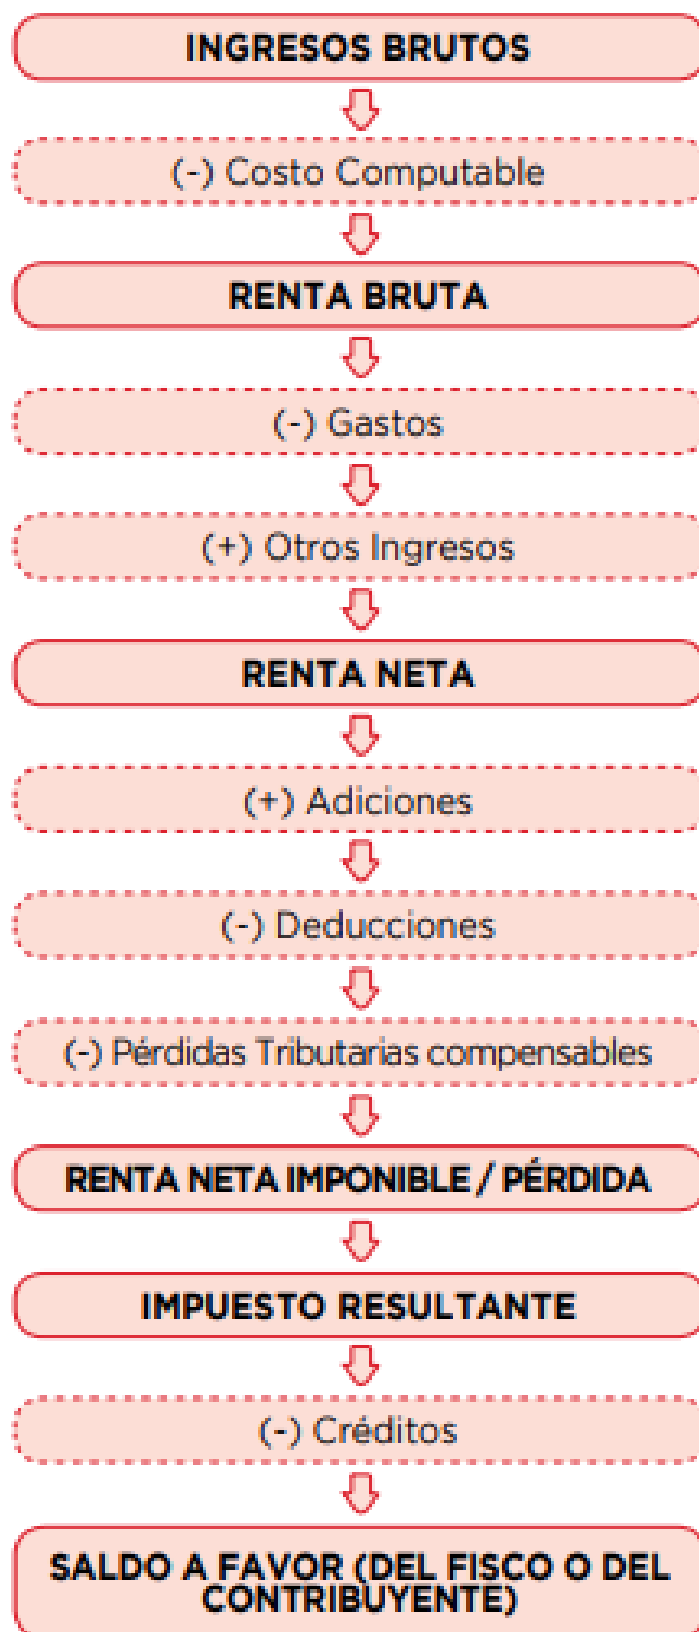 INGRESOS BRUTOS
(-) Costo Computable
RENTA BRUTA
(-) Gastos
(+) Otros Ingresos
RENTA NETA
(+) Adiciones
(-) Deducciones
(-) Pérdidas Tributarias compensables
RENTA NETA IMPONIBLE / PÉRDIDA
IMPUESTO RESULTANTE
(-) Créditos
SALDO A FAVOR (DEL FISCO O DEL
CONTRIBUYENTE)